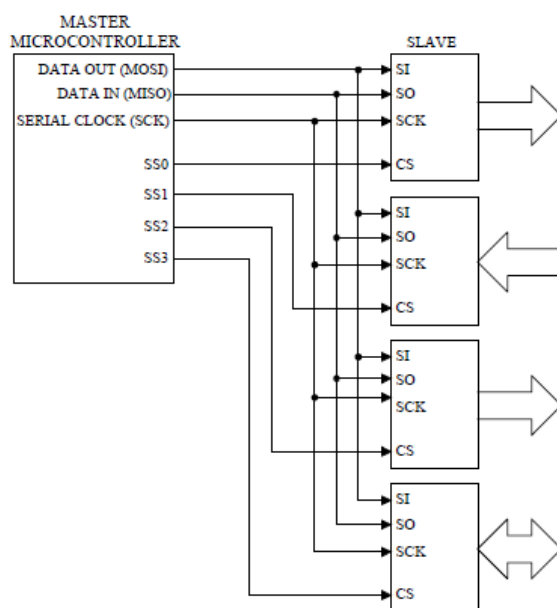 MASTER
MICROCONTROLLER
DATA OUT (MOSI)
DATA IN (MISO)
SERIAL CLOCK (SCK)
SS0
SS1
SS2
SS3
SLAVE
SI
SO
SCK
CS
SI
SO
SCK
CS
SI
SO
SCK
CS
SI
SO
SCK
CS